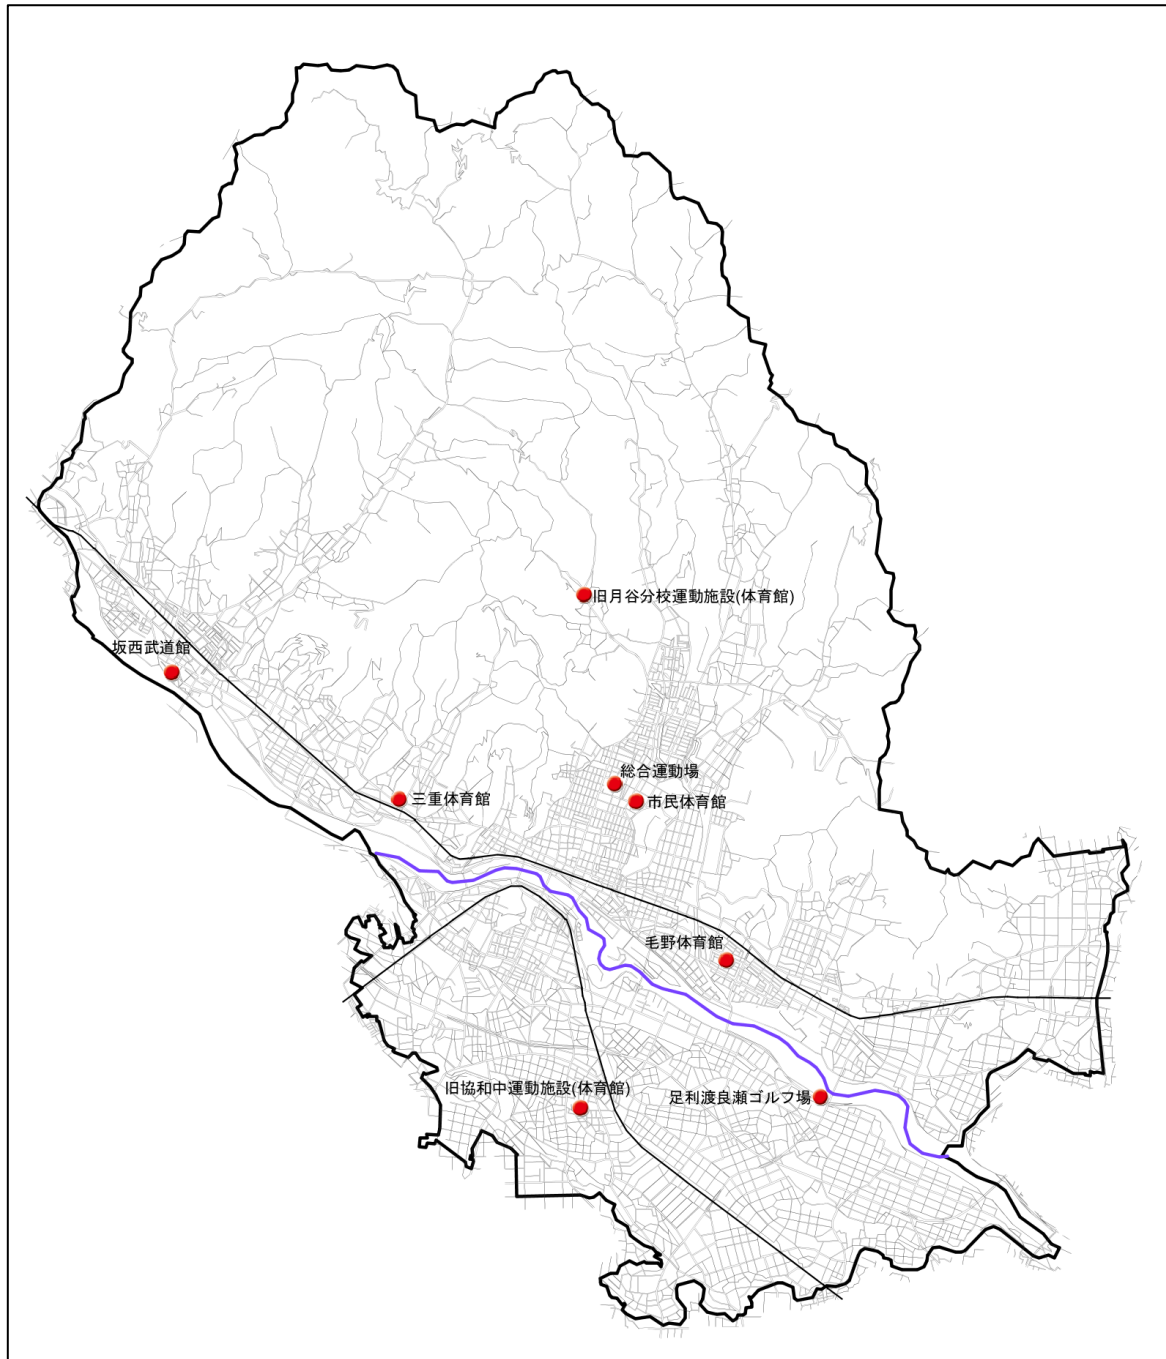 旧月谷分校運動施設(体育館)
坂西武道館
総合運動場
三重体育館
市民体育館
毛野体育館
旧協和中運動施設(体育館)
足利渡良瀬ゴルフ場